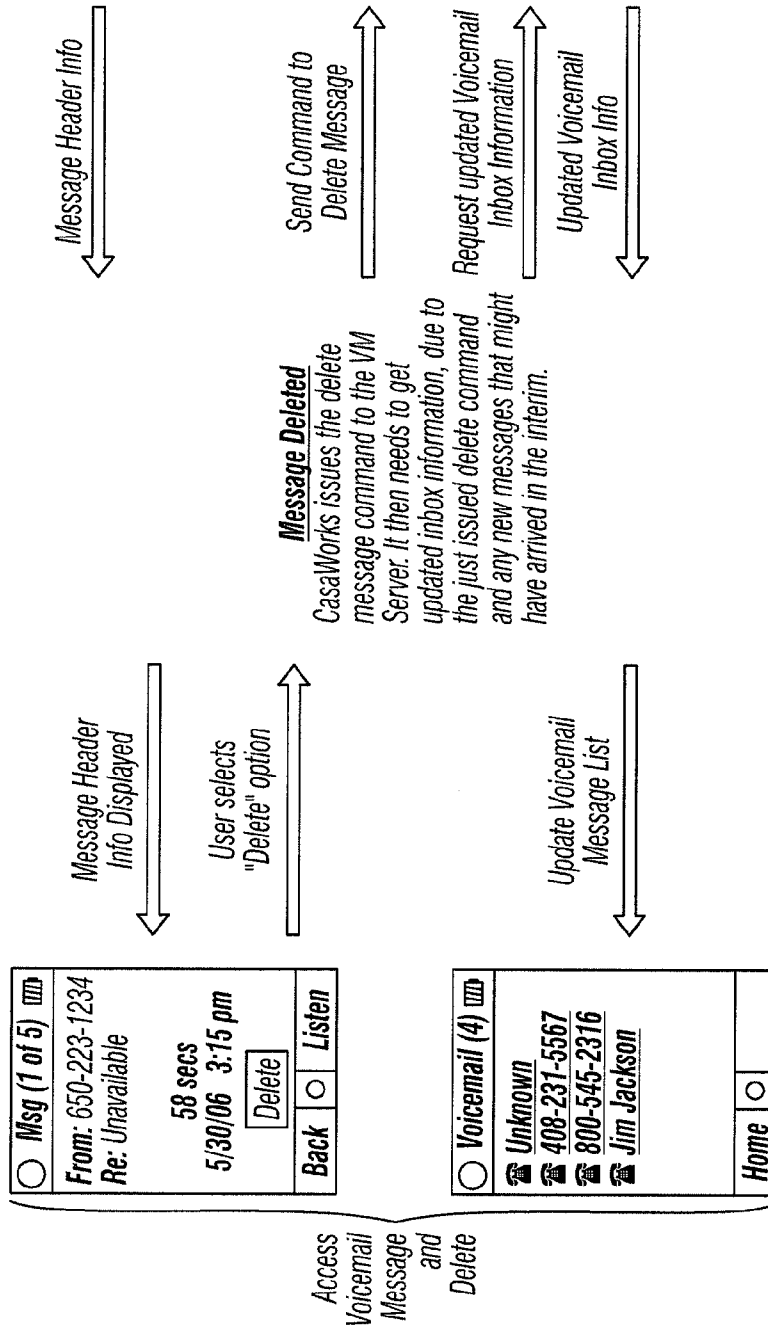 Access
Voicemail
Message
and
Delete
Msg (1 of 5)
From: 650-223-1234
Re: Unavailable
58 secs
5/30/06 3:15 pm
Delete
Back
Listen
Message Header
Info Displayed
User selects
"Delete" option
Message Header Info
Message Deleted
CasaWorks issues the delete
message command to the VM
Server. It then needs to get
updated inbox information, due to
the just issued delete command
and any new messages that might
have arrived in the interim.
Send Command to
Delete Message
Request updated Voicemail
Inbox Information
Updated Voicemail
Inbox Info
Update Voicemail
Message List
Voicemail (4)
Unknown
408-231-5567
800-545-2316
Jim Jackson
Home